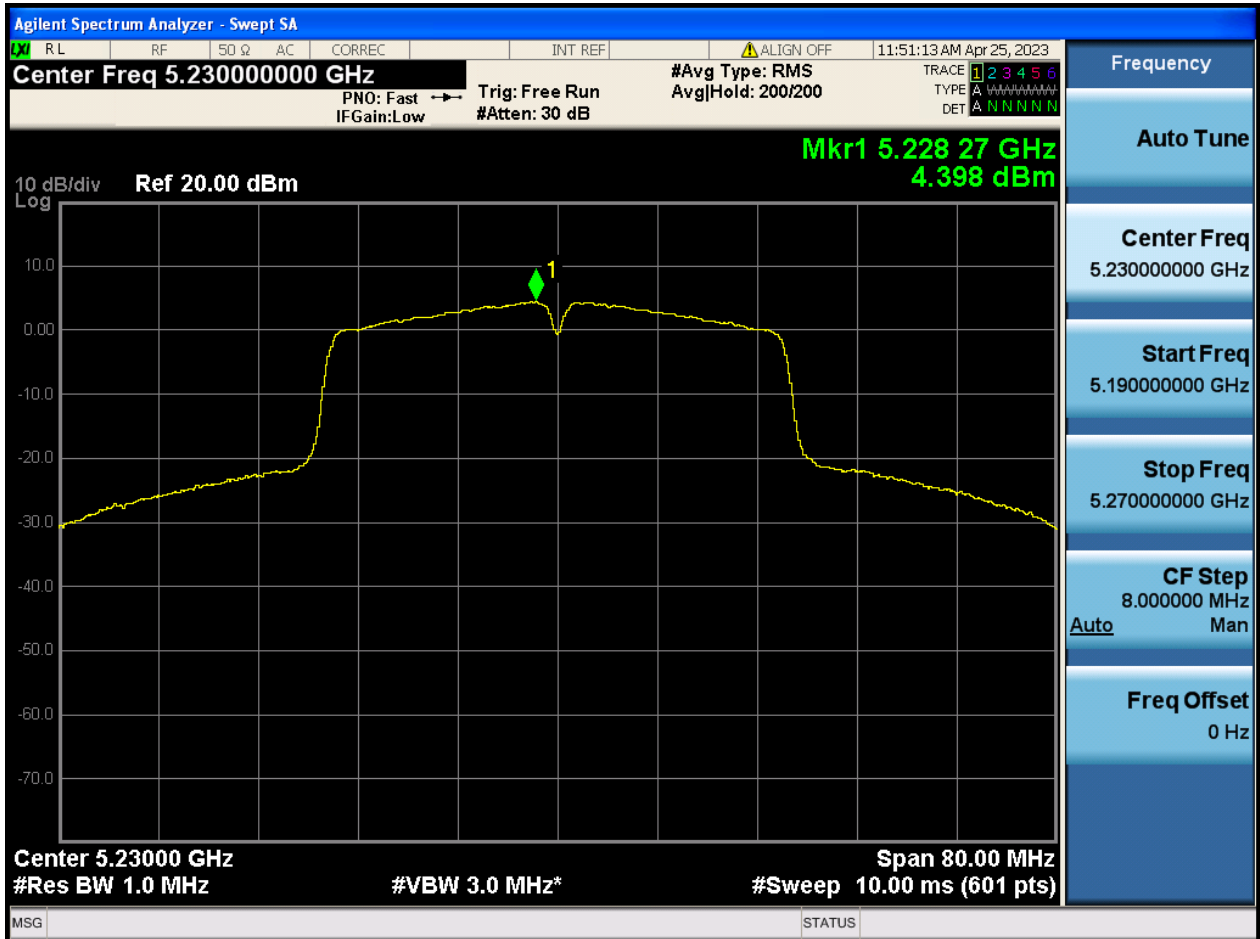 Agilent Spectrum Analyzer - Swept SA
LXI RL RF 50 Ω AC CORREC INT REF ALIGN OFF 11:51:13 AM Apr 25, 2023
Center Freq 5.230000000 GHz
PNO: Fast
IFGain:Low
Trig: Free Run
#Atten: 30 dB
#Avg Type: RMS
Avg|Hold: 200/200
TRACE 1 2 3 4 5 6
TYPE A
DET A N N N N N
Mkr1 5.228 27 GHz
4.398 dBm
10 dB/div Ref 20.00 dBm
Log
1
10.0
0.00
-10.0
-20.0
-30.0
-40.0
-50.0
-60.0
-70.0
Center 5.23000 GHz Span 80.00 MHz
#Res BW 1.0 MHz #VBW 3.0 MHz* #Sweep 10.00 ms (601 pts)
MSG STATUS
Frequency
Auto Tune
Center Freq
5.230000000 GHz
Start Freq
5.190000000 GHz
Stop Freq
5.270000000 GHz
CF Step
8.000000 MHz
Auto Man
Freq Offset
0 Hz